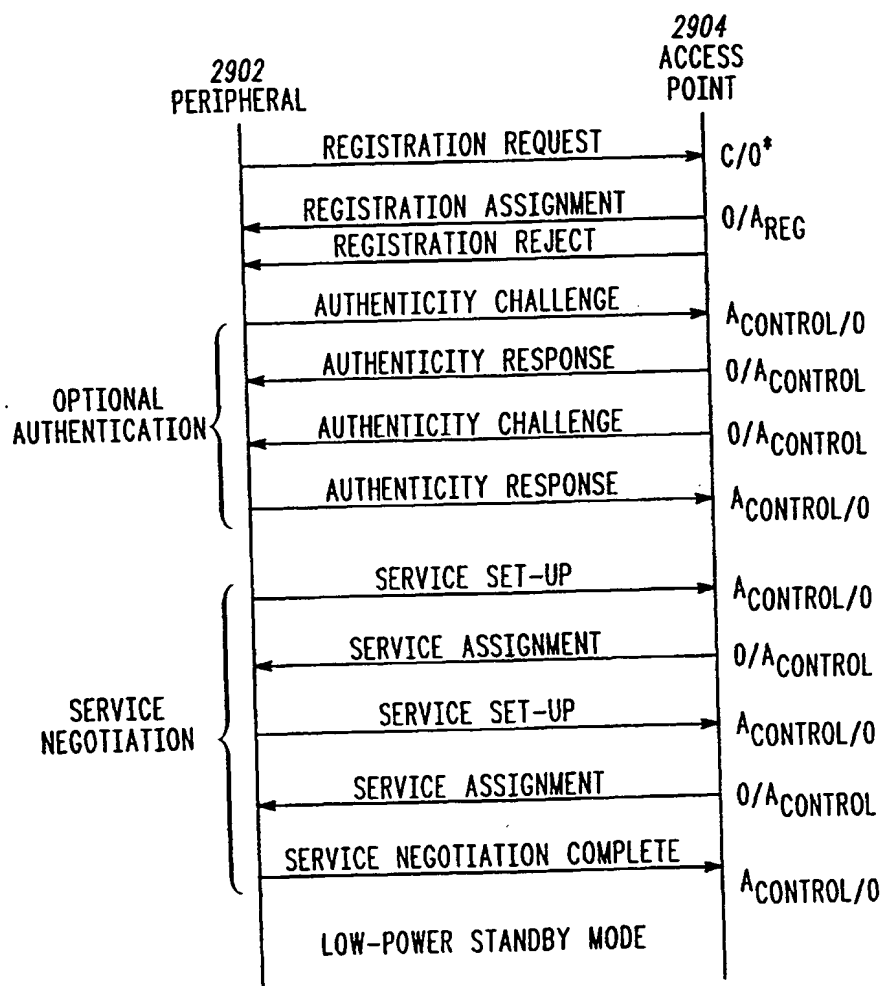 2902
PERIPHERAL
2904
ACCESS
POINT
REGISTRATION REQUEST
C/0*
REGISTRATION ASSIGNMENT
0/AREG
REGISTRATION REJECT
AUTHENTICITY CHALLENGE
ACONTROL/0
AUTHENTICITY RESPONSE
0/ACONTROL
OPTIONAL
AUTHENTICATION
AUTHENTICITY CHALLENGE
0/ACONTROL
AUTHENTICITY RESPONSE
ACONTROL/0
SERVICE SET-UP
ACONTROL/0
SERVICE ASSIGNMENT
0/ACONTROL
SERVICE
NEGOTIATION
SERVICE SET-UP
ACONTROL/0
SERVICE ASSIGNMENT
0/ACONTROL
SERVICE NEGOTIATION COMPLETE
ACONTROL/0
LOW-POWER STANDBY MODE